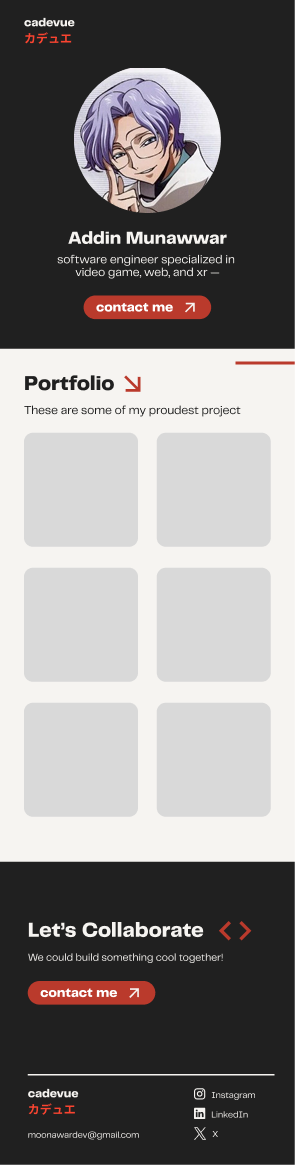 cadevue
カデュエ
Addin Munawwar
software engineer specialized in
video game, web, and xr —
contact me
Portfolio
These are some of my proudest project
Let's Collaborate
We could build something cool together!
contact me
cadevue
カデュエ
moonawardev@gmail.com
Instagram
LinkedIn
X